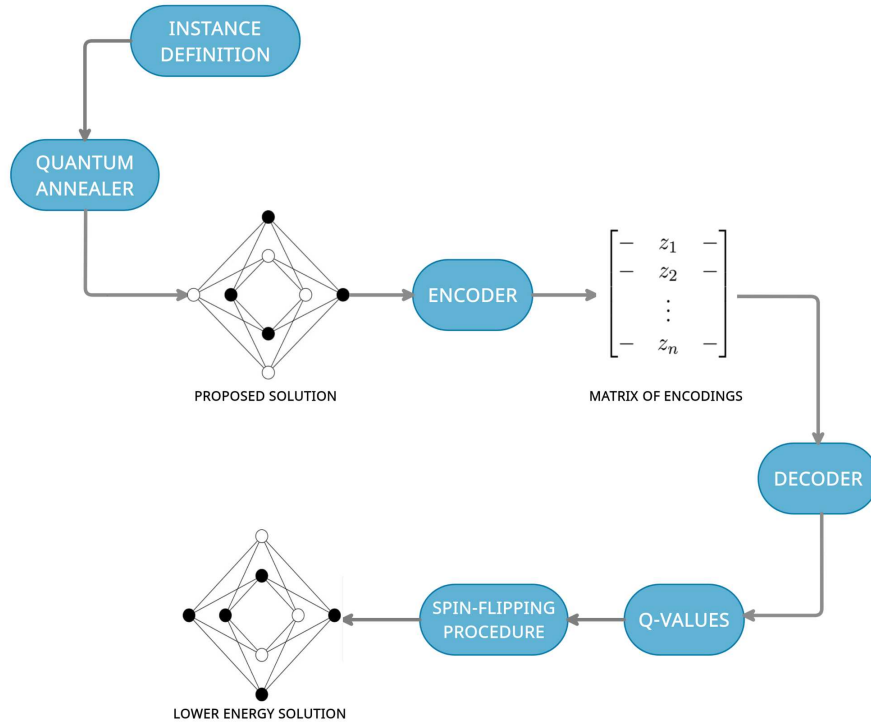 INSTANCE
DEFINITION
QUANTUM
ANNEALER
PROPOSED SOLUTION
ENCODER
— z₁ —
— z₂ —
⋮
— zₙ —
MATRIX OF ENCODINGS
DECODER
Q-VALUES
SPIN-FLIPPING
PROCEDURE
LOWER ENERGY SOLUTION